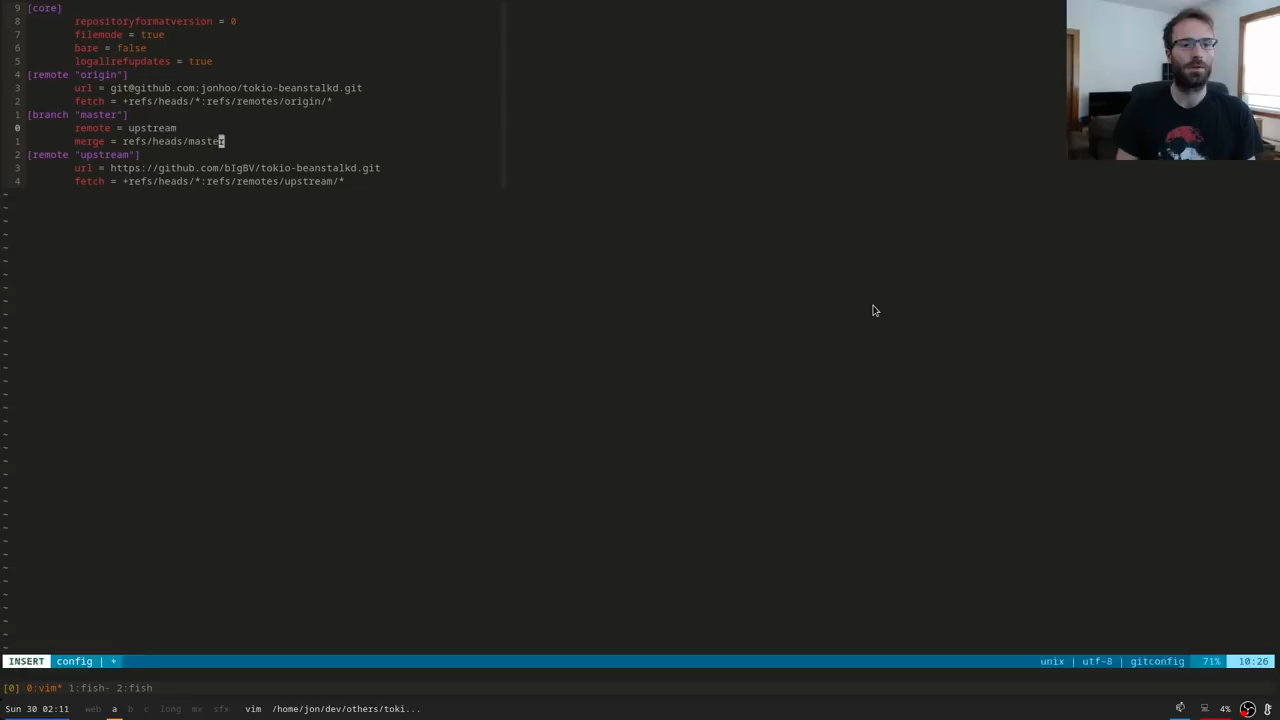 9 [core]
8 repositoryformatversion = 0
7 filemode = true
6 bare = false
5 logallrefupdates = true
4 [remote "origin"]
3 url = git@github.com:jonhoo/tokio-beanstalkd.git
2 fetch = +refs/heads/*:refs/remotes/origin/*
1 [branch "master"]
0 remote = upstream
1 merge = refs/heads/master
2 [remote "upstream"]
3 url = https://github.com/bIgBV/tokio-beanstalkd.git
4 fetch = +refs/heads/*:refs/remotes/upstream/*
INSERT config | + unix | utf-8 | gitconfig 71% 10:26
[0] 0:vim* 1:fish- 2:fish
Sun 30 02:11 web a b c long mx sfx vim /home/jon/dev/others/toki... 4%